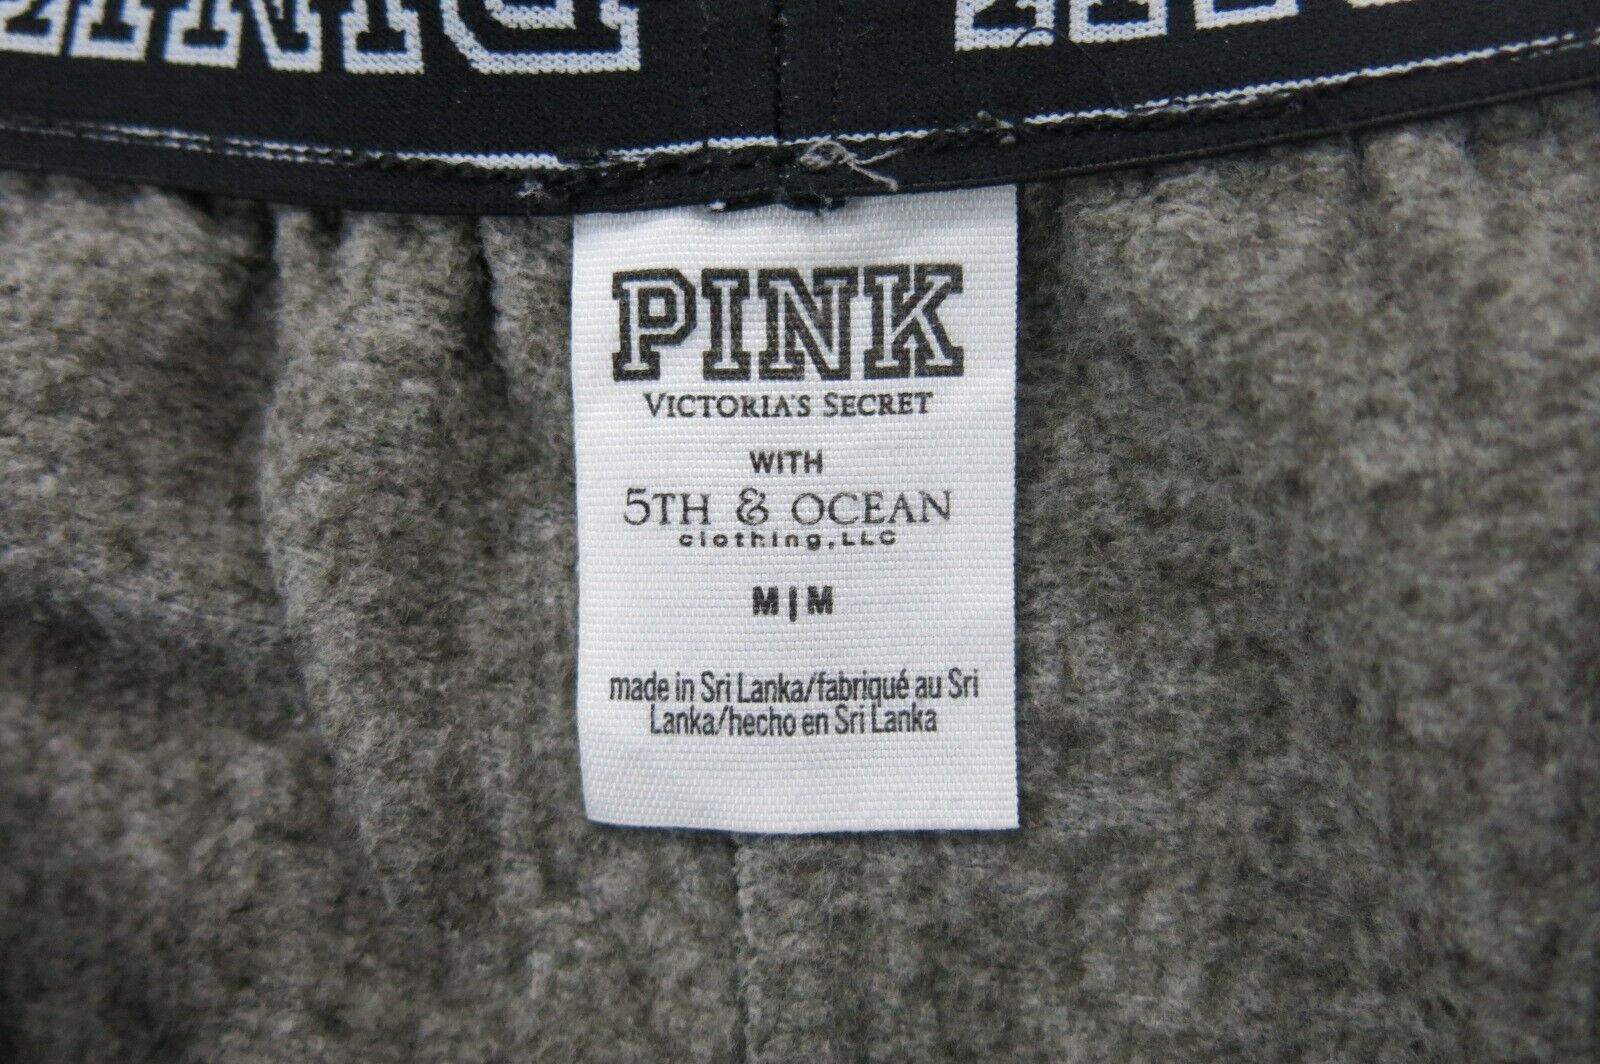 PINK
VICTORIA'S SECRET
WITH
5TH & OCEAN
clothing,LLC
M|M
made in Sri Lanka/fabriqué au Sri
Lanka/hecho en Sri Lanka